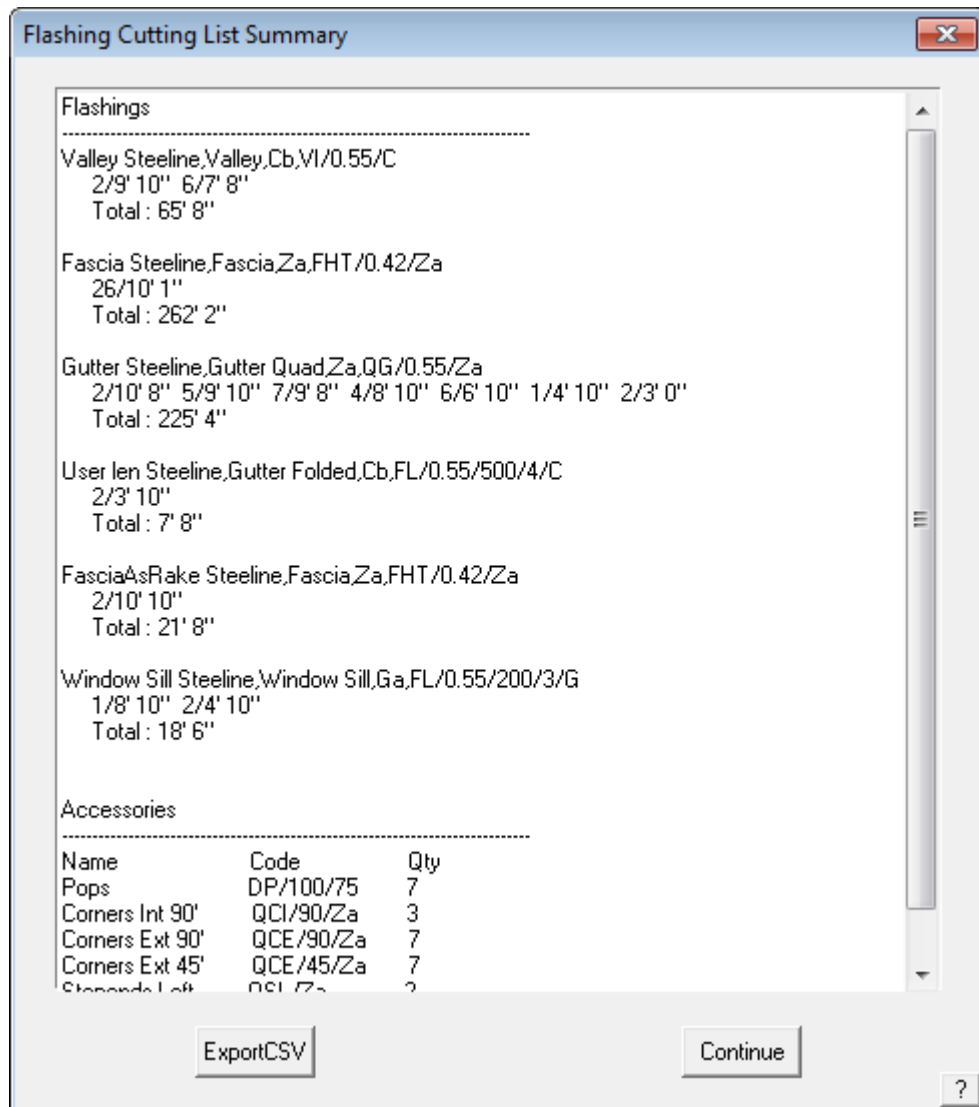 Flashing Cutting List Summary
Flashings
--------------------------------------------------------------------------------
Valley Steeline,Valley,Cb,Vl/0.55/C
2/9' 10'' 6/7' 8''
Total : 65' 8''
Fascia Steeline,Fascia,Za,FHT/0.42/Za
26/10' 1''
Total : 262' 2''
Gutter Steeline,Gutter Quad,Za,QG/0.55/Za
2/10' 8'' 5/9' 10'' 7/9' 8'' 4/8' 10'' 6/6' 10'' 1/4' 10'' 2/3' 0''
Total : 225' 4''
User len Steeline,Gutter Folded,Cb,FL/0.55/500/4/C
2/3' 10''
Total : 7' 8''
FasciaAsRake Steeline,Fascia,Za,FHT/0.42/Za
2/10' 10''
Total : 21' 8''
Window Sill Steeline,Window Sill,Ga,FL/0.55/200/3/G
1/8' 10'' 2/4' 10''
Total : 18' 6''
Accessories
--------------------------------------------------------------------------------
Name Code Qty
Pops DP/100/75 7
Corners Int 90' QCI/90/Za 3
Corners Ext 90' QCE/90/Za 7
Corners Ext 45' QCE/45/Za 7
ExportCSV Continue
?